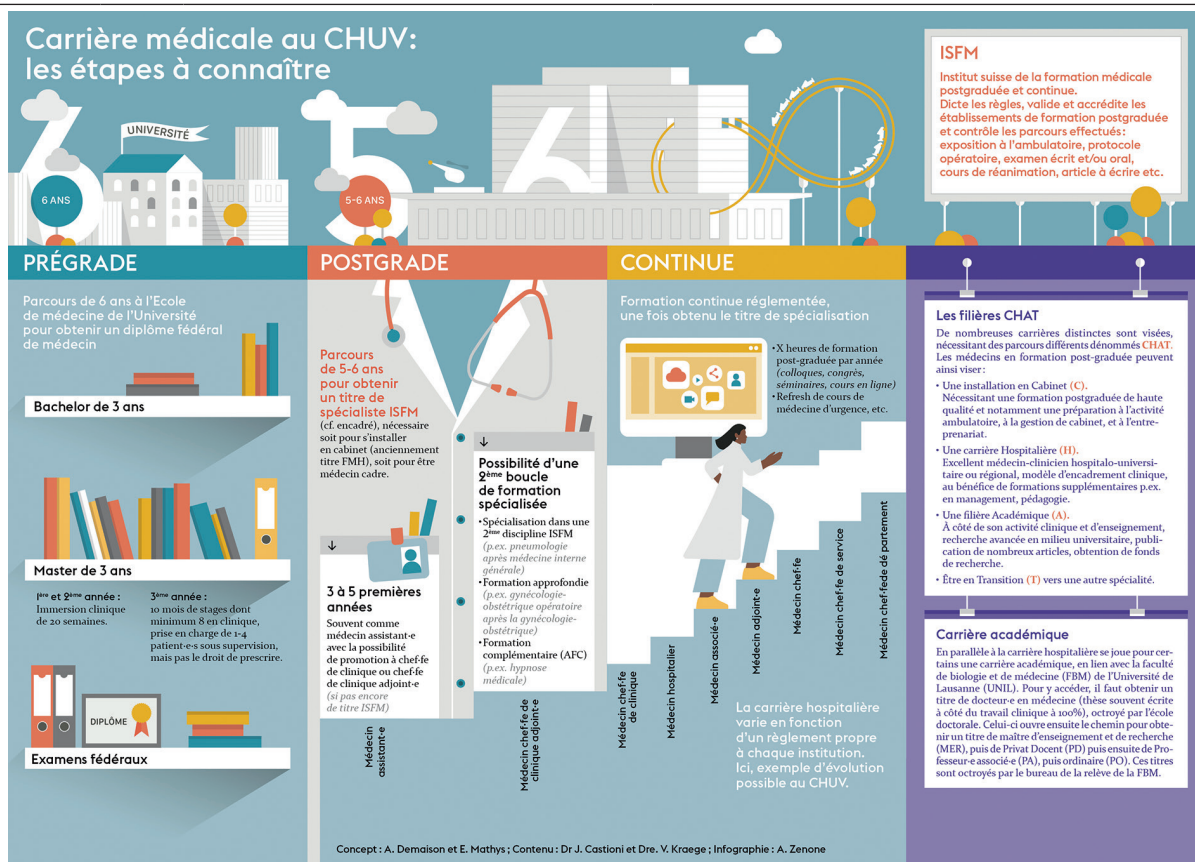 Carrière médicale au CHUV:
les étapes à connaître
UNIVERSITÉ
6 ANS
5-6 ANS
ISFM
Institut suisse de la formation médicale
postgraduée et continue.
Dicte les règles, valide et accrédite les
établissements de formation postgraduée
et contrôle les parcours effectués:
exposition à l'ambulatoire, protocole
opératoire, examen écrit et/ou oral,
cours de réanimation, article à écrire etc.
PRÉGRADE
Parcours de 6 ans à l'Ecole
de médecine de l'Université
pour obtenir un diplôme fédéral
de médecin
Bachelor de 3 ans
Master de 3 ans
1ère et 2ème année :
Immersion clinique
de 20 semaines.
3ème année :
10 mois de stages dont
minimum 8 en clinique,
prise en charge de 1-4
patient·e·s sous supervision,
mais pas le droit de prescrire.
DIPLÔME
Examens fédéraux
POSTGRADE
Parcours
de 5-6 ans
pour obtenir
un titre de
spécialiste ISFM
(cf. encadré), nécessaire
soit pour s'installer
en cabinet (anciennement
titre FMH), soit pour être
médecin cadre.
↓
3 à 5 premières
années
Souvent comme
médecin assistant·e
avec la possibilité
de promotion à chef·fe
de clinique ou chef·fe
de clinique adjoint·e
(si pas encore
de titre ISFM)
Médecin
assistant·e
↓
Possibilité d'une
2ème boucle
de formation
spécialisée
•Spécialisation dans une
2ème discipline ISFM
(p.ex. pneumologie
après médecine interne
générale)
•Formation approfondie
(p.ex. gynécologie-
obstétrique opératoire
après la gynécologie-
obstétrique)
•Formation
complémentaire (AFC)
(p.ex. hypnose
médicale)
Médecin chef·fe de
clinique adjoint·e
CONTINUE
Formation continue réglementée,
une fois obtenu le titre de spécialisation
•X heures de formation
post-graduée par année
(colloques, congrès,
séminaires, cours en ligne)
•Refresh de cours de
médecine d'urgence, etc.
Médecin chef·fe
de clinique
Médecin hospitalier
Médecin associé·e
Médecin adjoint·e
Médecin chef·fe
Médecin chef·fe de service
Médecin chef·fede dé partement
La carrière hospitalière
varie en fonction
d'un règlement propre
à chaque institution.
Ici, exemple d'évolution
possible au CHUV.
Les filières CHAT
De nombreuses carrières distinctes sont visées,
nécessitant des parcours différents dénommés CHAT.
Les médecins en formation post-graduée peuvent
ainsi viser :
• Une installation en Cabinet (C).
Nécessitant une formation postgraduée de haute
qualité et notamment une préparation à l'activité
ambulatoire, à la gestion de cabinet, et à l'entre-
prenariat.
• Une carrière Hospitalière (H).
Excellent médecin-clinicien hospitalo-universi-
taire ou régional, modèle d'encadrement clinique,
au bénéfice de formations supplémentaires p.ex.
en management, pédagogie.
• Une filière Académique (A).
À côté de son activité clinique et d'enseignement,
recherche avancée en milieu universitaire, publi-
cation de nombreux articles, obtention de fonds
de recherche.
• Être en Transition (T) vers une autre spécialité.
Carrière académique
En parallèle à la carrière hospitalière se joue pour cer-
tains une carrière académique, en lien avec la faculté
de biologie et de médecine (FBM) de l'Université de
Lausanne (UNIL). Pour y accéder, il faut obtenir un
titre de docteur·e en médecine (thèse souvent écrite
à côté du travail clinique à 100%), octroyé par l'école
doctorale. Celui-ci ouvre ensuite le chemin pour obte-
nir un titre de maître d'enseignement et de recherche
(MER), puis de Privat Docent (PD) puis ensuite de Pro-
fesseur·e associé·e (PA), puis ordinaire (PO). Ces titres
sont octroyés par le bureau de la relève de la FBM.
Concept : A. Demaison et E. Mathys ; Contenu : Dr J. Castioni et Dre. V. Kraege ; Infographie : A. Zenone